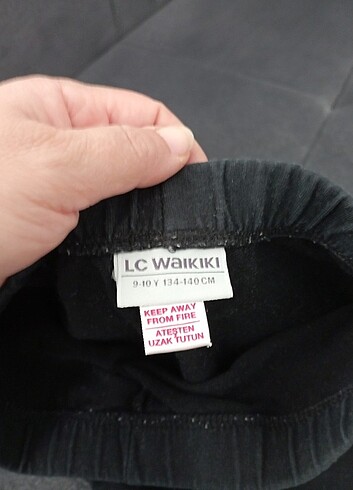 LC WAIKIKI
9-10 Y 134-140 CM
KEEP AWAY
FROM FIRE
ATEŞTEN
UZAK TUTUN